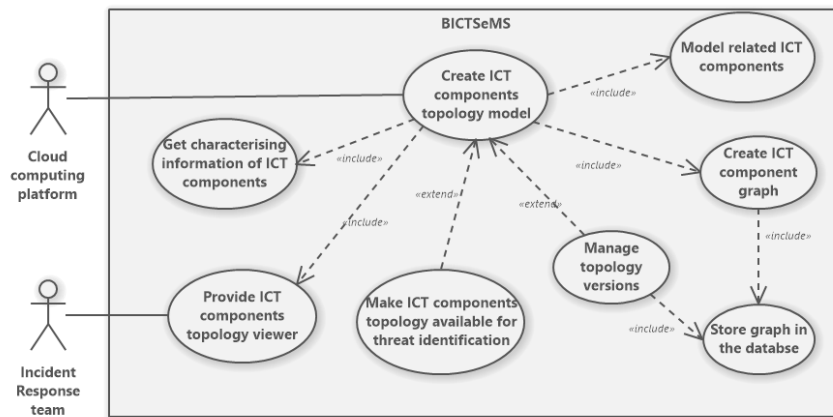 BICTSeMS
Create ICT
components
topology model
Model related ICT
components
«include»
Cloud
computing
platform
Get characterising
information of ICT
components
«include»
«include»
Create ICT
component
graph
«include»
«extend»
«extend»
«include»
Manage
topology
versions
Provide ICT
components
topology viewer
Make ICT components
topology available for
threat identification
«include»
Store graph in
the databse
Incident
Response
team